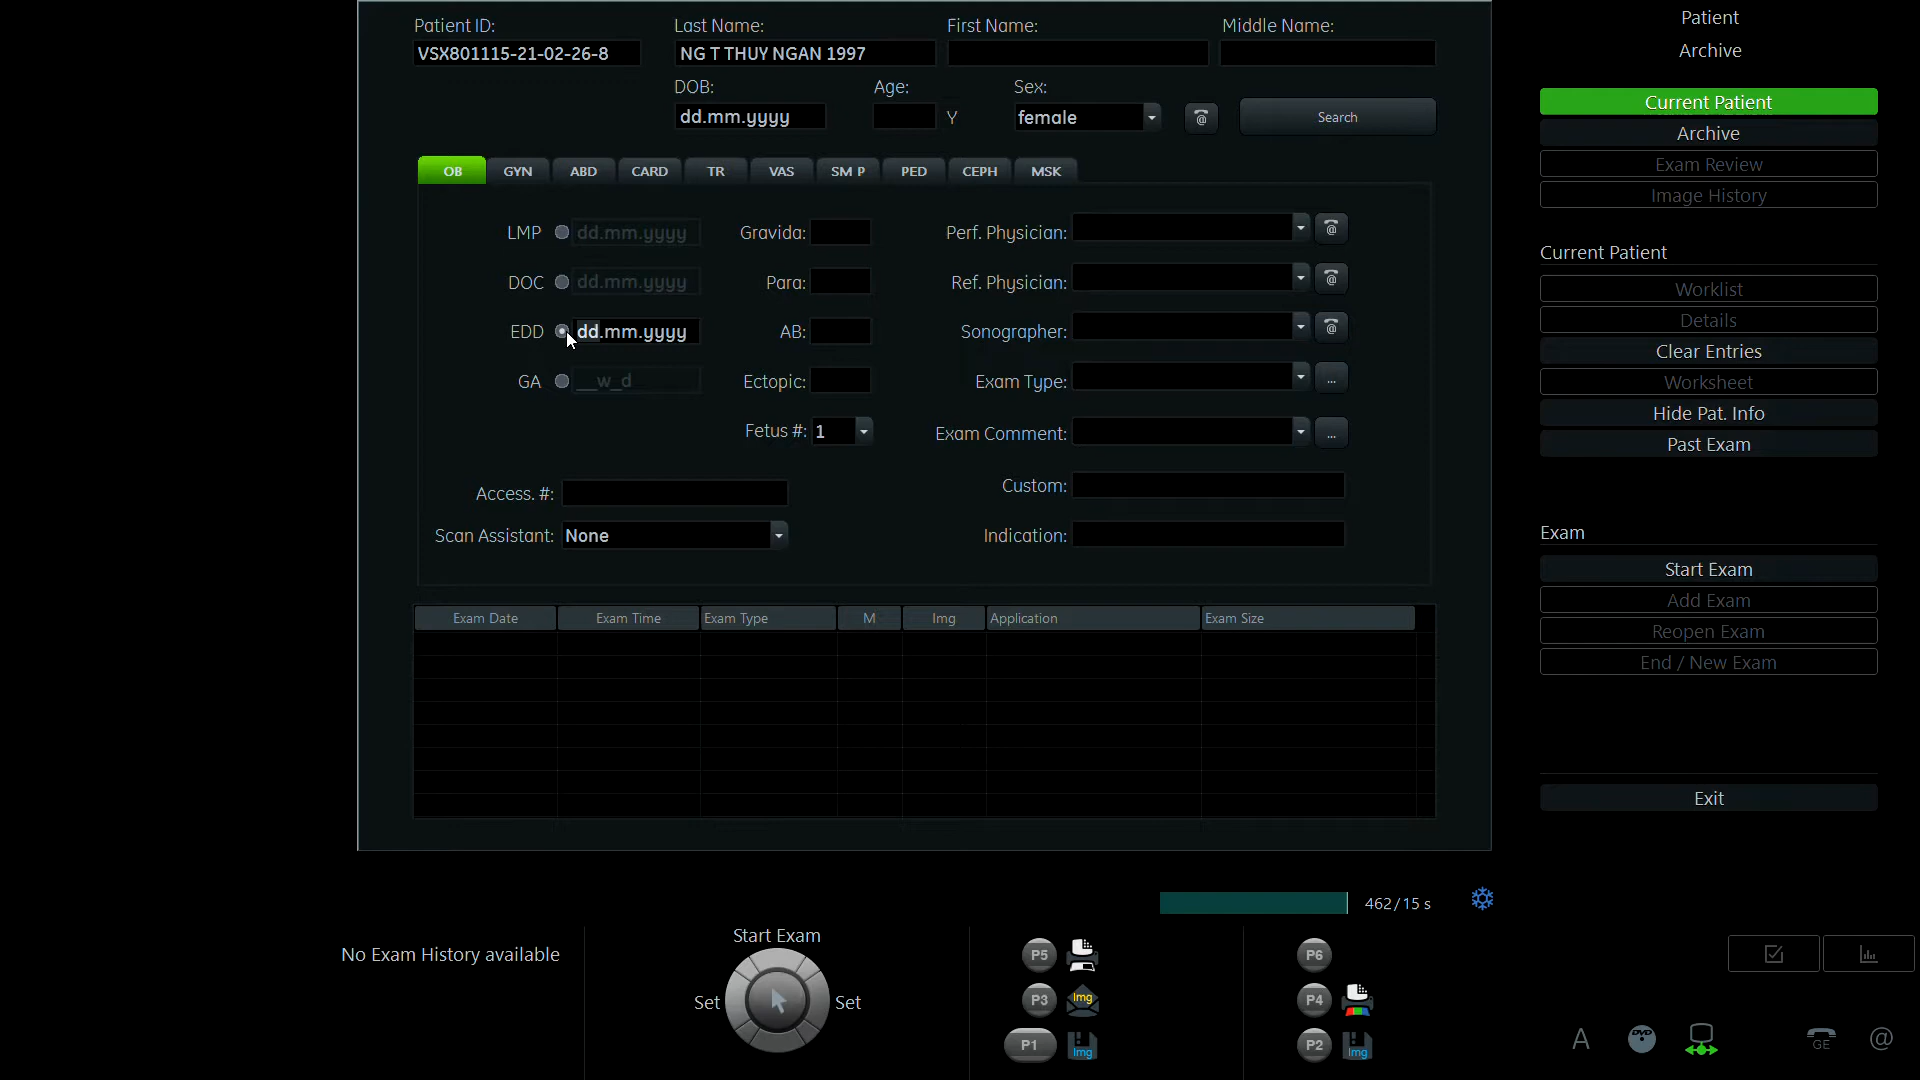 Patient ID: Last Name: First Name: Middle Name:
VSX801115-21-02-26-8 NG T THUY NGAN 1997
DOB: Age: Sex:
dd.mm.yyyy Y female Search
OB GYN ABD CARD TR VAS SM P PED CEPH MSK
LMP dd.mm.yyyy Gravida: Perf. Physician:
DOC dd.mm.yyyy Para: Ref. Physician:
EDD dd.mm.yyyy AB: Sonographer:
GA __w_d Ectopic: Exam Type: ...
Fetus #: 1 Exam Comment: ...
Access. #: Custom:
Scan Assistant: None Indication:
Exam Date Exam Time Exam Type M Img Application Exam Size
462/15 s
No Exam History available
Start Exam
Set Set
P5 P6
P3 Img P4
P1 Img P2 Img
Patient
Archive
Current Patient
Archive
Exam Review
Image History
Current Patient
Worklist
Details
Clear Entries
Worksheet
Hide Pat. Info
Past Exam
Exam
Start Exam
Add Exam
Reopen Exam
End / New Exam
Exit
A DVD GE @